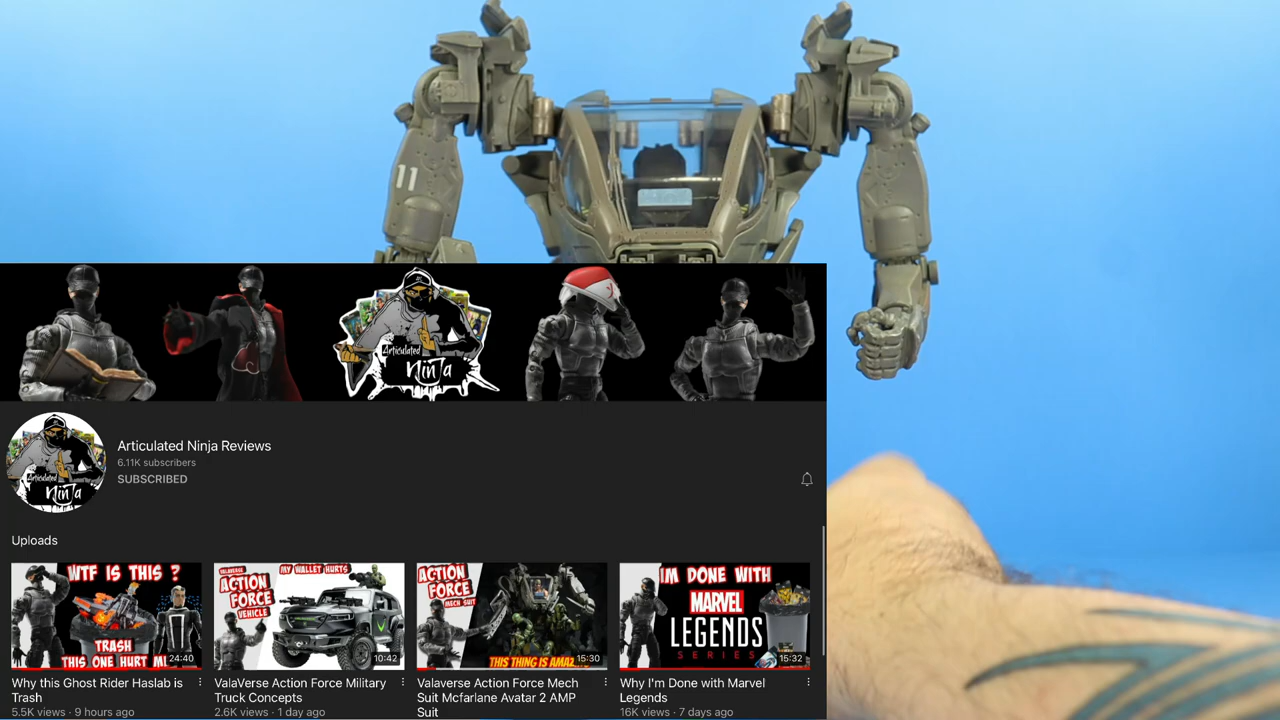 11
Articulated
Ninja
Articulated
Ninja
Articulated Ninja Reviews
6.11K subscribers
SUBSCRIBED
Uploads
WTF IS THIS ?
TRASH
THIS ONE HURT
24:40
Why this Ghost Rider Haslab is
Trash
5.5K views · 9 hours ago
VALAVERSE
ACTION
FORCE
VEHICLE
MY WALLET HURTS
10:42
ValaVerse Action Force Military
Truck Concepts
2.6K views · 1 day ago
ACTION
FORCE
MECH SUIT
THIS THING IS
15:30
Valaverse Action Force Mech
Suit Mcfarlane Avatar 2 AMP
Suit
IM DONE WITH
MARVEL
LEGENDS
SERIES
15:32
Why I'm Done with Marvel
Legends
16K views · 7 days ago